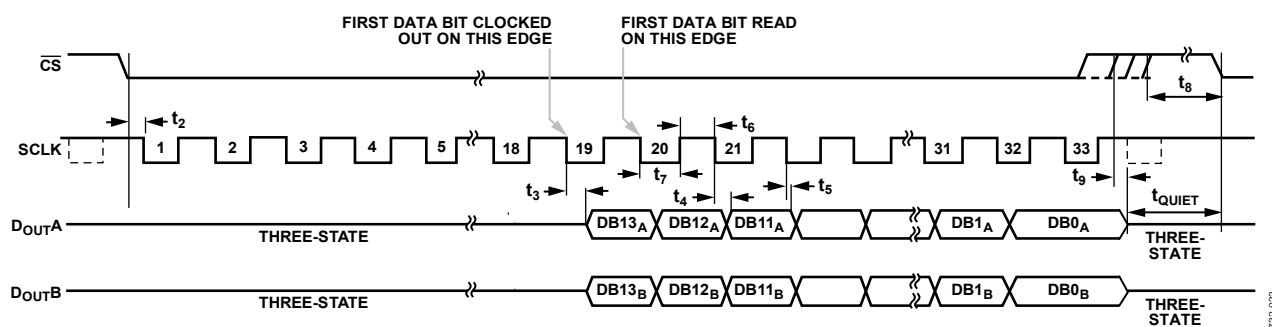 FIRST DATA BIT CLOCKED
OUT ON THIS EDGE
FIRST DATA BIT READ
ON THIS EDGE
CS
t8
t2
t6
SCLK
1 2 3 4 5 18 19 20 21 31 32 33
t3
t7
t4
t5
t9
tQUIET
DOUTA
THREE-STATE
DB13A DB12A DB11A DB1A DB0A
THREE-
STATE
DOUTB
THREE-STATE
DB13B DB12B DB11B DB1B DB0B
THREE-
STATE